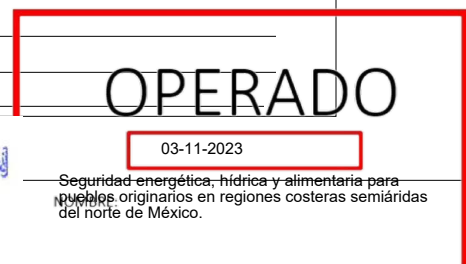 OPERADO
03-11-2023
Seguridad energética, hídrica y alimentaria para
pueblos originarios en regiones costeras semiáridas
NOMBRE:
del norte de México.